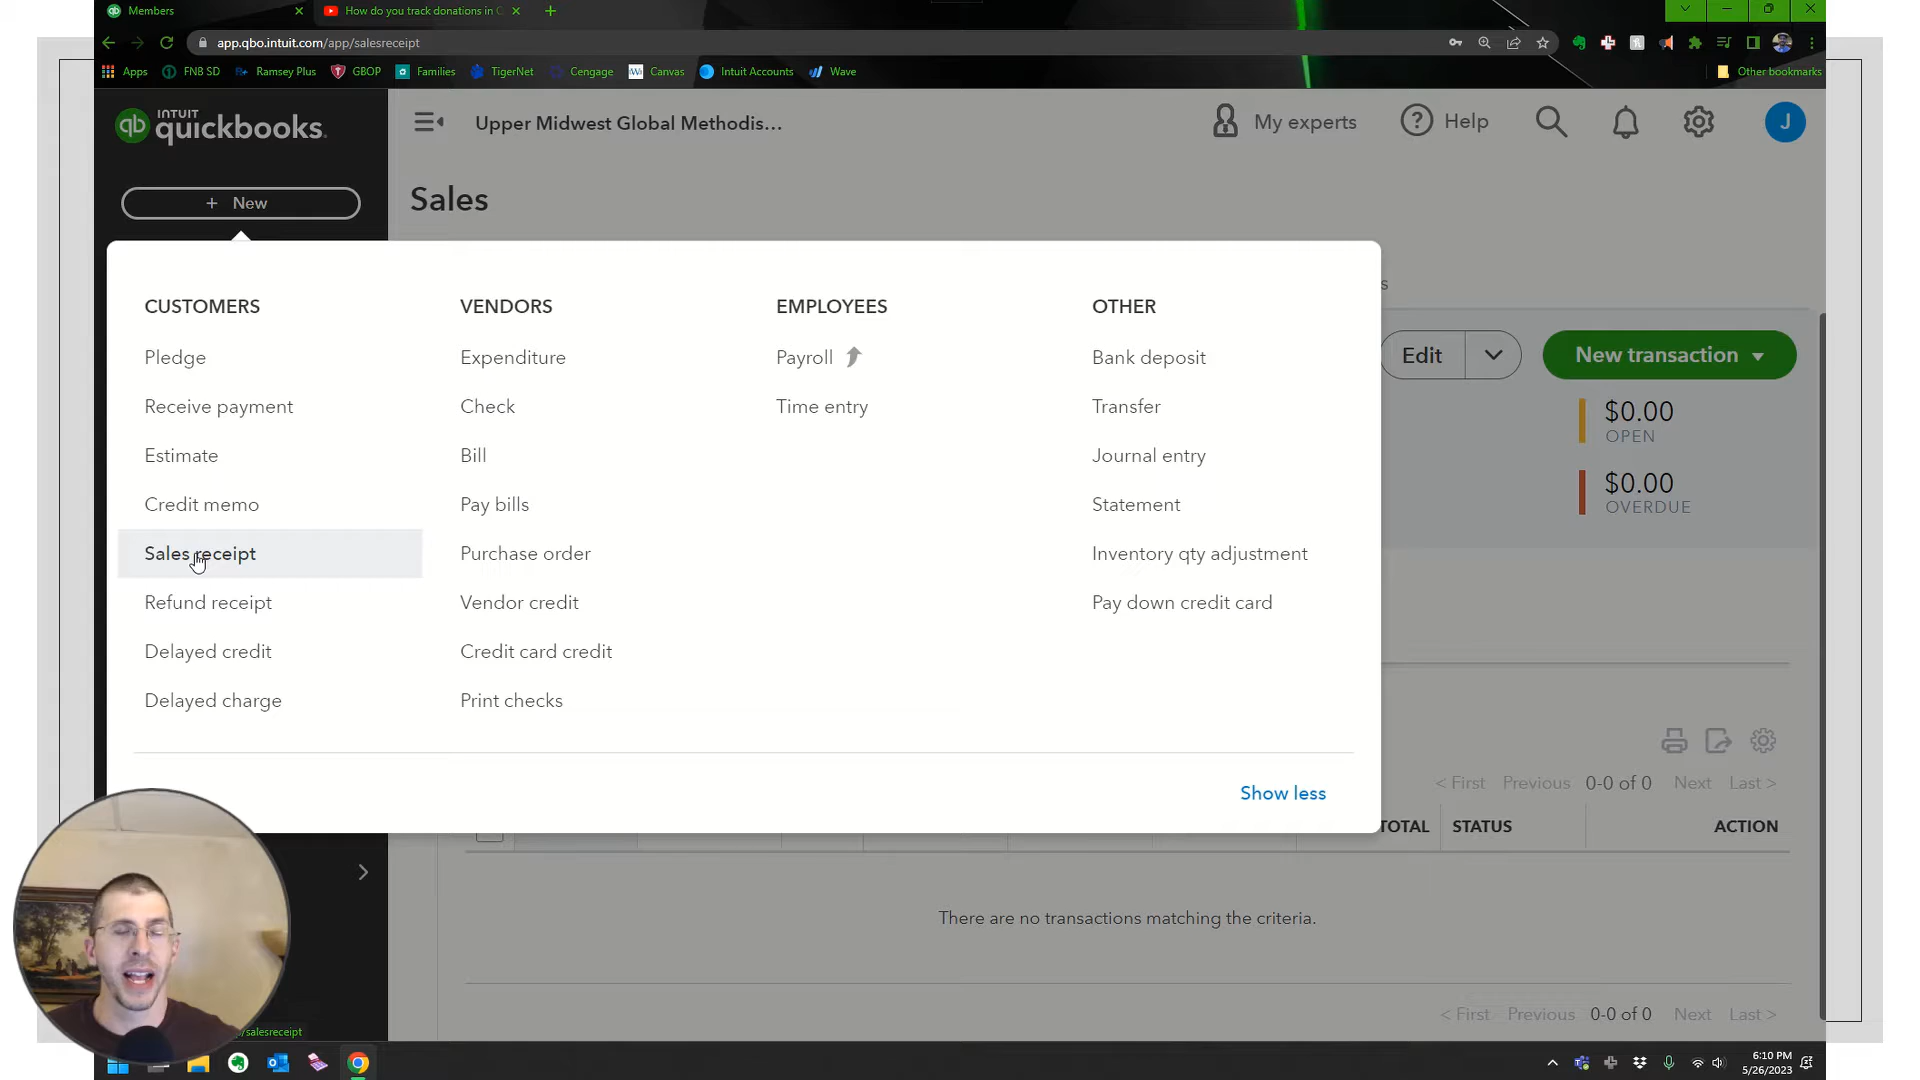 Members
How do you track donations in
app.qbo.intuit.com/app/salesreceipt
Apps
FNB SD
Ramsey Plus
GBOP
Families
TigerNet
Cengage
Canvas
Intuit Accounts
Wave
Other bookmarks
INTUIT
quickbooks.
Upper Midwest Global Methodis...
My experts
Help
J
+ New
Sales
CUSTOMERS
Pledge
Receive payment
Estimate
Credit memo
Sales receipt
Refund receipt
Delayed credit
Delayed charge
VENDORS
Expenditure
Check
Bill
Pay bills
Purchase order
Vendor credit
Credit card credit
Print checks
EMPLOYEES
Payroll
Time entry
OTHER
Bank deposit
Transfer
Journal entry
Statement
Inventory qty adjustment
Pay down credit card
Show less
Edit
New transaction
$0.00
OPEN
$0.00
OVERDUE
< First Previous 0-0 of 0 Next Last >
TOTAL STATUS ACTION
There are no transactions matching the criteria.
< First Previous 0-0 of 0 Next Last >
/salesreceipt
6:10 PM
5/26/2023